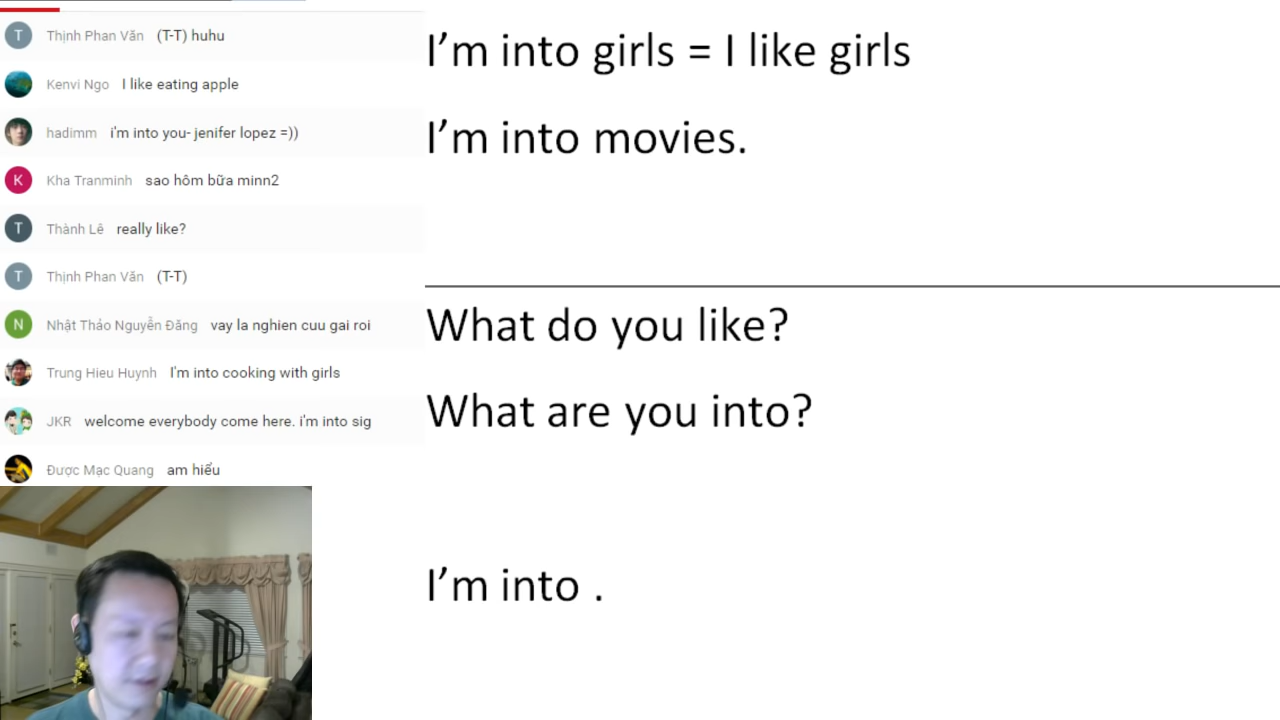 T Thịnh Phan Văn (T-T) huhu
Kenvi Ngo I like eating apple
hadimm i'm into you- jenifer lopez =))
K Kha Tranminh sao hôm bữa minn2
T Thành Lê really like?
T Thịnh Phan Văn (T-T)
N Nhật Thảo Nguyễn Đăng vay la nghien cuu gai roi
Trung Hieu Huynh I'm into cooking with girls
JKR welcome everybody come here. i'm into sig
Được Mạc Quang am hiểu
I’m into girls = I like girls
I’m into movies.
What do you like?
What are you into?
I’m into .